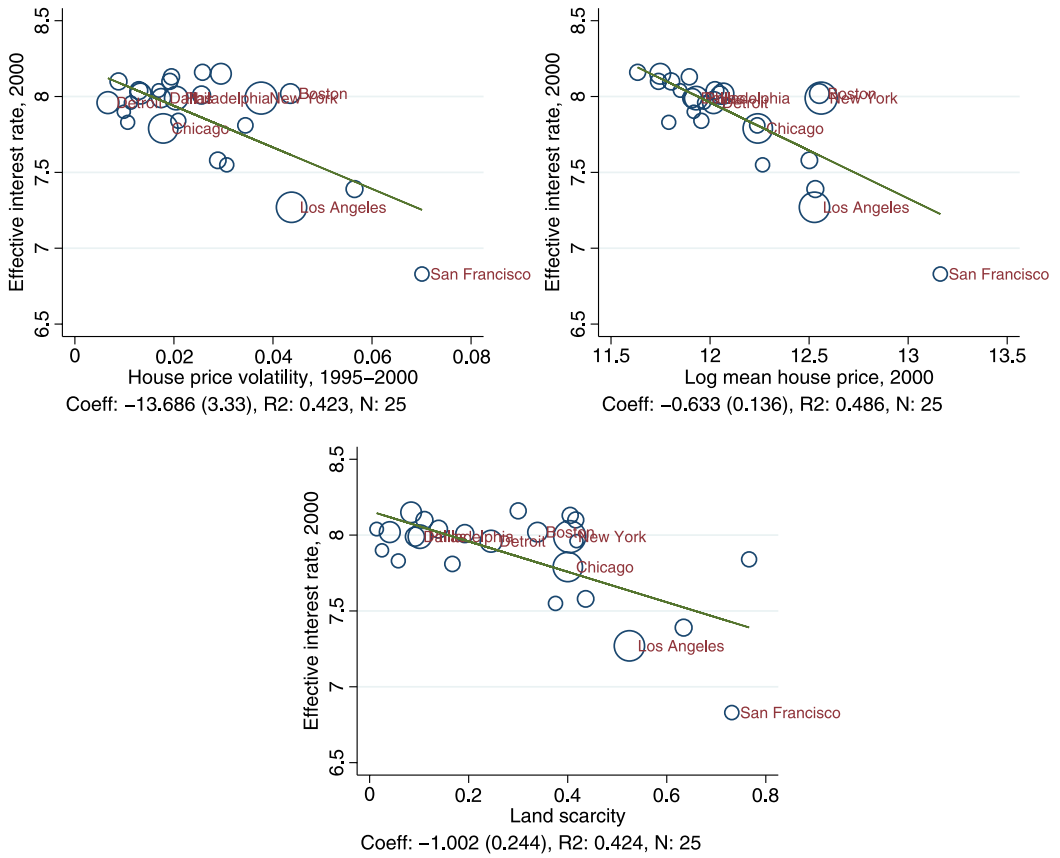 Effective interest rate, 2000
8.5
8
7.5
7
6.5
Detroit
Dallas
Philadelphia
New York
Boston
Chicago
Los Angeles
San Francisco
0 0.02 0.04 0.06 0.08
House price volatility, 1995–2000
Coeff: −13.686 (3.33), R2: 0.423, N: 25
Effective interest rate, 2000
8.5
8
7.5
7
6.5
Boston
Philadelphia
New York
Detroit
Chicago
Los Angeles
San Francisco
11.5 12 12.5 13 13.5
Log mean house price, 2000
Coeff: −0.633 (0.136), R2: 0.486, N: 25
Effective interest rate, 2000
8.5
8
7.5
7
6.5
Dallas
Philadelphia
Detroit
Boston
New York
Chicago
Los Angeles
San Francisco
0 0.2 0.4 0.6 0.8
Land scarcity
Coeff: −1.002 (0.244), R2: 0.424, N: 25